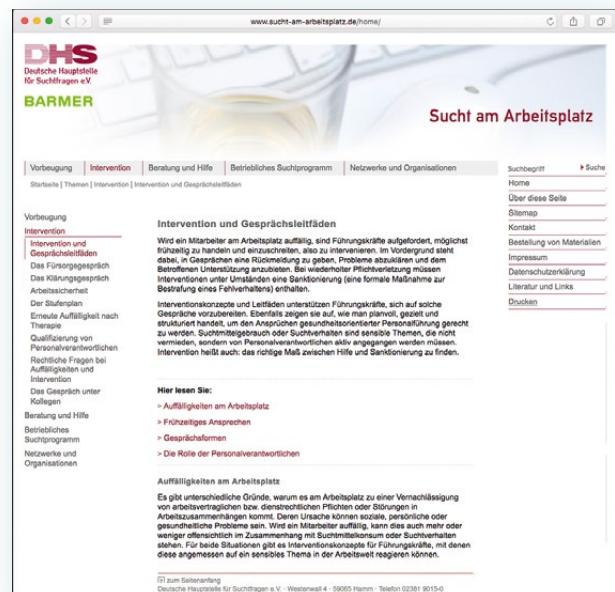 www.sucht-am-arbeitsplatz.de/home/
DHS
Deutsche Hauptstelle
für Suchtfragen e.V.
BARMER
Sucht am Arbeitsplatz
Vorbeugung
Intervention
Beratung und Hilfe
Betriebliches Suchtprogramm
Netzwerke und Organisationen
Startseite | Themen | Intervention | Intervention und Gesprächsleitfäden
Suchbegriff
Suche
Home
Über diese Seite
Sitemap
Kontakt
Bestellung von Materialien
Impressum
Datenschutzerklärung
Literatur und Links
Drucken
Vorbeugung
Intervention
Intervention und
Gesprächsleitfäden
Das Fürsorgegespräch
Das Klärungsgespräch
Arbeitssicherheit
Der Stufenplan
Erneute Auffälligkeit nach
Therapie
Qualifizierung von
Personalverantwortlichen
Rechtliche Fragen bei
Auffälligkeiten und
Intervention
Das Gespräch unter
Kollegen
Beratung und Hilfe
Betriebliches
Suchtprogramm
Netzwerke und
Organisationen
Intervention und Gesprächsleitfäden
Wird ein Mitarbeiter am Arbeitsplatz auffällig, sind Führungskräfte aufgefordert, möglichst
frühzeitig zu handeln und einzuschreiten, also zu intervenieren. Im Vordergrund steht
dabei, in Gesprächen eine Rückmeldung zu geben, Probleme abzuklären und dem
Betroffenen Unterstützung anzubieten. Bei wiederholter Pflichtverletzung müssen
Interventionen unter Umständen eine Sanktionierung (eine formale Maßnahme zur
Bestrafung eines Fehlverhaltens) enthalten.
Interventionskonzepte und Leitfäden unterstützen Führungskräfte, sich auf solche
Gespräche vorzubereiten. Ebenfalls zeigen sie auf, wie man planvoll, gezielt und
strukturiert handelt, um den Ansprüchen gesundheitsorientierter Personalführung gerecht
zu werden. Suchtmittelgebrauch oder Suchtverhalten sind sensible Themen, die nicht
vermieden, sondern von Personalverantwortlichen aktiv angegangen werden müssen.
Intervention heißt auch: das richtige Maß zwischen Hilfe und Sanktionierung zu finden.
Hier lesen Sie:
> Auffälligkeiten am Arbeitsplatz
> Frühzeitiges Ansprechen
> Gesprächsformen
> Die Rolle der Personalverantwortlichen
Auffälligkeiten am Arbeitsplatz
Es gibt unterschiedliche Gründe, warum es am Arbeitsplatz zu einer Vernachlässigung
von arbeitsvertraglichen bzw. dienstrechtlichen Pflichten oder Störungen in
Arbeitszusammenhängen kommt. Deren Ursache können soziale, persönliche oder
gesundheitliche Probleme sein. Wird ein Mitarbeiter auffällig, kann dies auch mehr oder
weniger offensichtlich im Zusammenhang mit Suchtmittelkonsum oder Suchtverhalten
stehen. Für beide Situationen gibt es Interventionskonzepte für Führungskräfte, mit denen
diese angemessen auf ein sensibles Thema in der Arbeitswelt reagieren können.
zum Seitenanfang
Deutsche Hauptstelle für Suchtfragen e.V. - Westenwall 4 - 59065 Hamm - Telefon 02381 9015-0